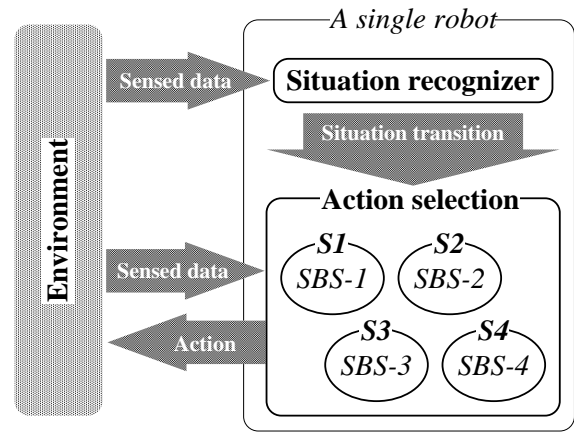 A single robot
Sensed data
Situation recognizer
Situation transition
Environment
Action selection
S1
SBS-1
S2
SBS-2
Sensed data
Action
S3
SBS-3
S4
SBS-4